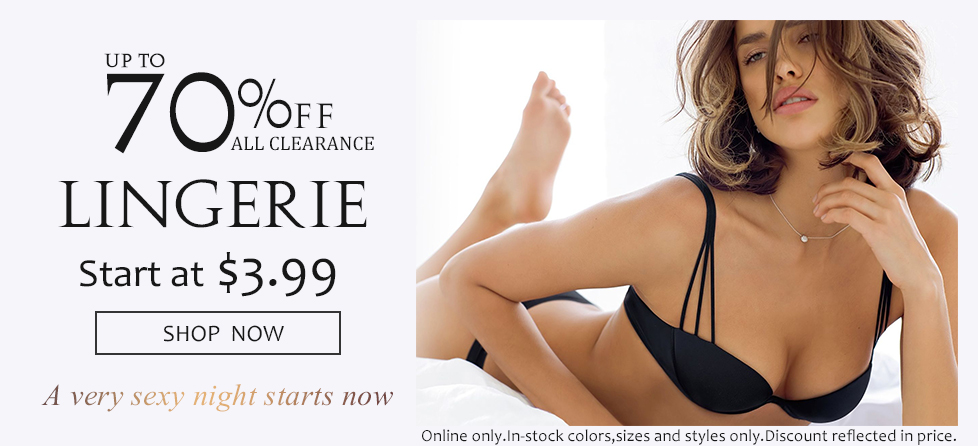 UP TO
70%OFF
ALL CLEARANCE
LINGERIE
Start at $3.99
SHOP NOW
A very sexy night starts now
Online only.In-stock colors,sizes and styles only.Discount reflected in price.